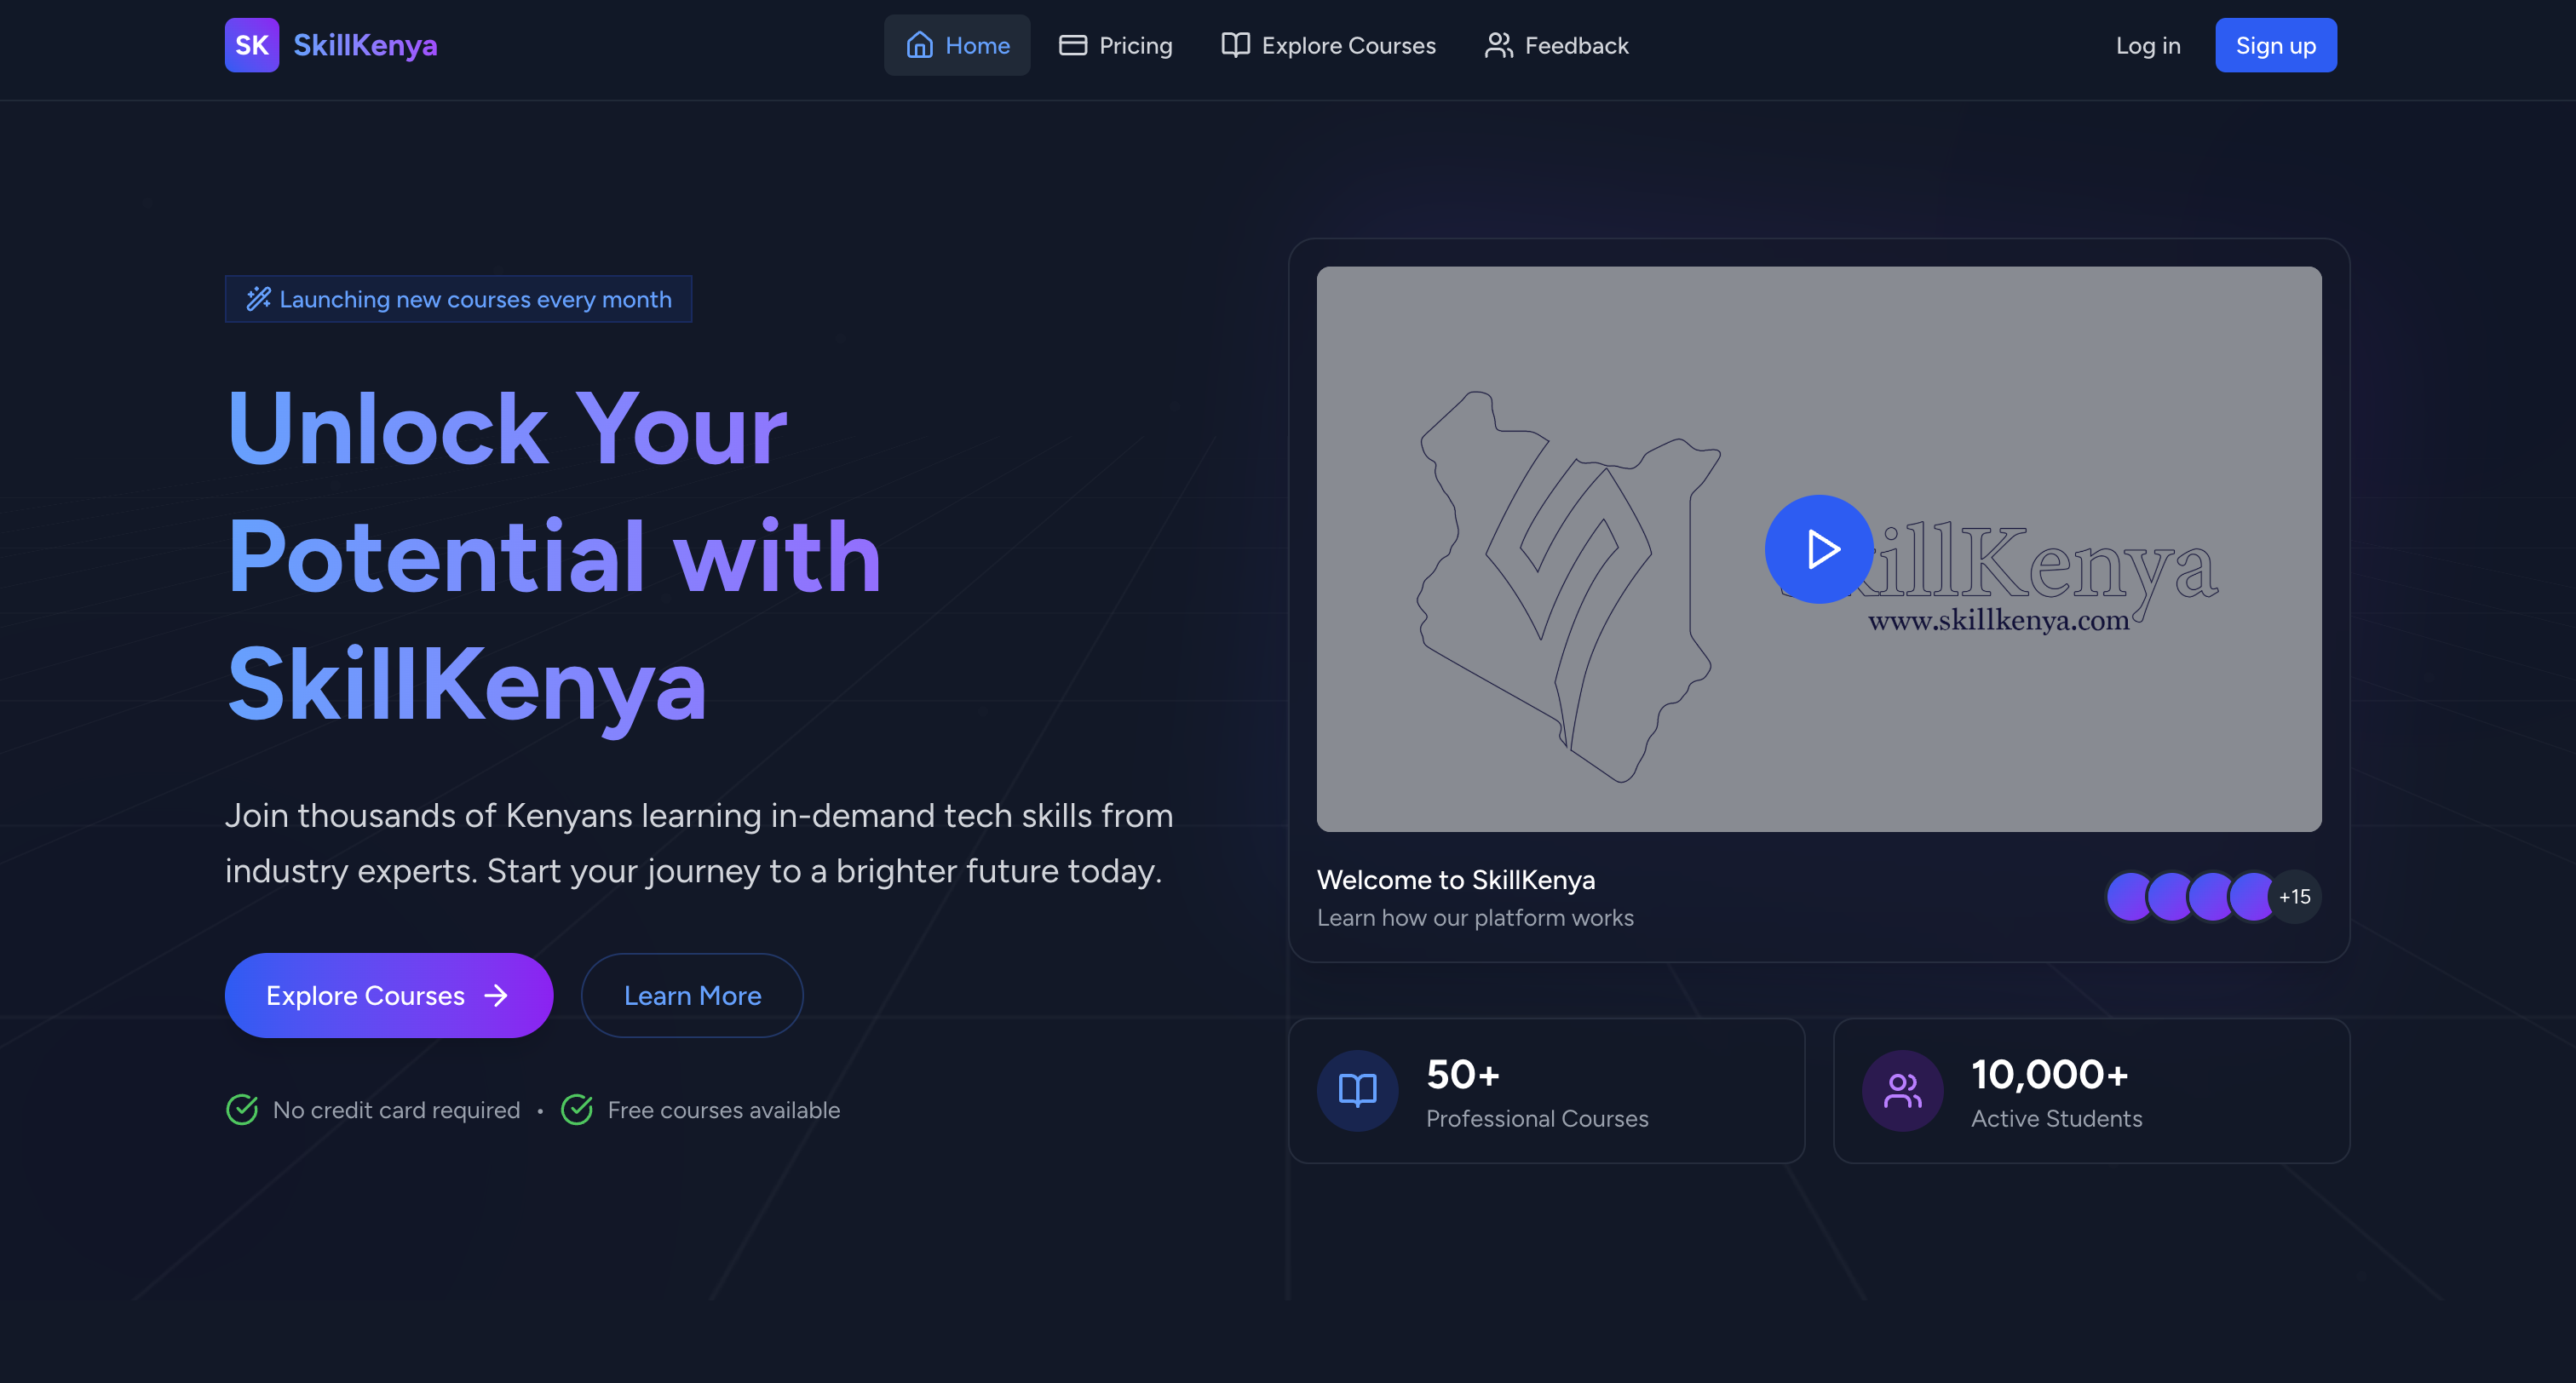 SK SkillKenya
Home
Pricing
Explore Courses
Feedback
Log in
Sign up
Launching new courses every month
Unlock Your
Potential with
SkillKenya
Join thousands of Kenyans learning in-demand tech skills from
industry experts. Start your journey to a brighter future today.
Explore Courses
Learn More
No credit card required • Free courses available
killKenya
www.skillkenya.com
Welcome to SkillKenya
Learn how our platform works
+15
50+
Professional Courses
10,000+
Active Students